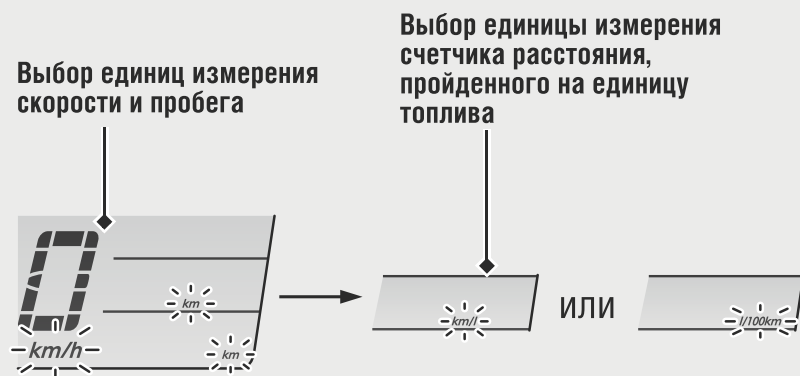 Выбор единиц измерения
скорости и пробега
Выбор единицы измерения
счетчика расстояния,
пройденного на единицу
топлива
0
km
km/h
km
km/l
ИЛИ
l/100km